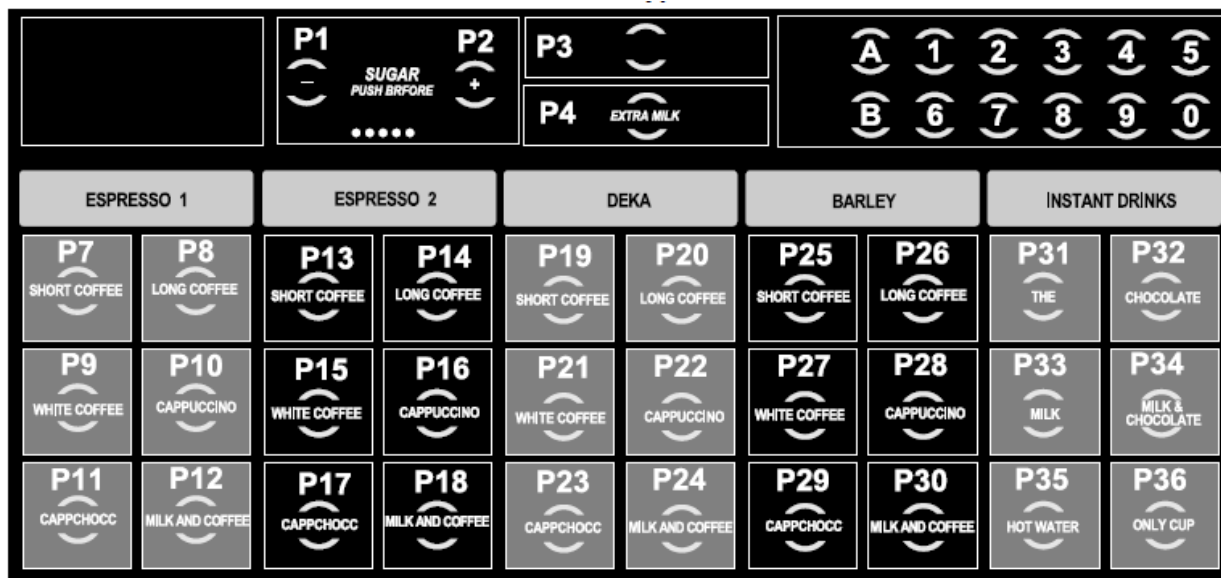 P1 P2
− +
SUGAR
PUSH BRFORE
P3
P4 EXTRA MILK
A 1 2 3 4 5
B 6 7 8 9 0
ESPRESSO 1 ESPRESSO 2 DEKA BARLEY İNSTANT DRİNKS
P7 P8 P13 P14 P19 P20 P25 P26 P31 P32
SHORT COFFEE LONG COFFEE SHORT COFFEE LONG COFFEE SHORT COFFEE LONG COFFEE SHORT COFFEE LONG COFFEE THE CHOCOLATE
P9 P10 P15 P16 P21 P22 P27 P28 P33 P34
WHITE COFFEE CAPPUCCINO WHITE COFFEE CAPPUCCINO WHITE COFFEE CAPPUCCINO WHITE COFFEE CAPPUCCINO MILK MILK &
CHOCOLATE
P11 P12 P17 P18 P23 P24 P29 P30 P35 P36
CAPPCHOCC MILK AND COFFEE CAPPCHOCC MILK AND COFFEE CAPPCHOCC MILK AND COFFEE CAPPCHOCC MILK AND COFFEE HOT WATER ONLY CUP